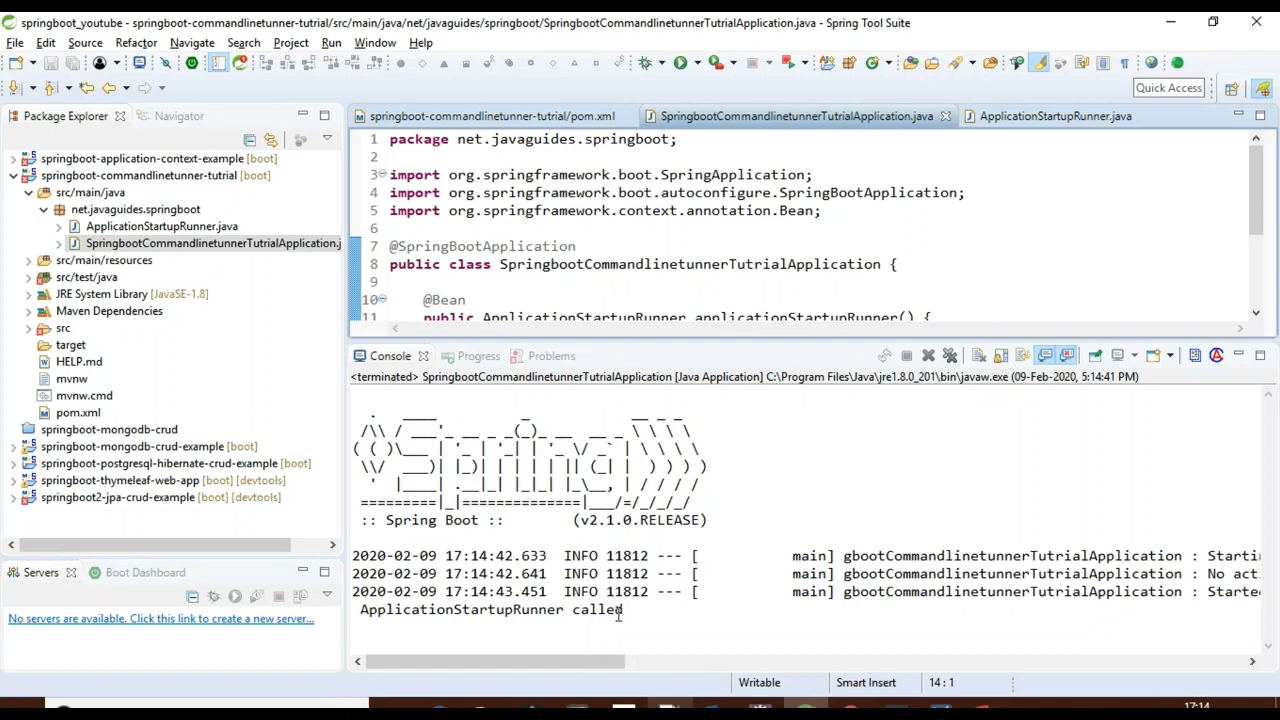 springboot_youtube - springboot-commandlinetunner-tutrial/src/main/java/net/javaguides/springboot/SpringbootCommandlinetunnerTutrialApplication.java - Spring Tool Suite
File Edit Source Refactor Navigate Search Project Run Window Help
Quick Access
Package Explorer
Navigator
springboot-application-context-example [boot]
springboot-commandlinetunner-tutrial [boot]
src/main/java
net.javaguides.springboot
ApplicationStartupRunner.java
SpringbootCommandlinetunnerTutrialApplication.j
src/main/resources
src/test/java
JRE System Library [JavaSE-1.8]
Maven Dependencies
src
target
HELP.md
mvnw
mvnw.cmd
pom.xml
springboot-mongodb-crud
springboot-mongodb-crud-example [boot]
springboot-postgresql-hibernate-crud-example [boot]
springboot-thymeleaf-web-app [boot] [devtools]
springboot2-jpa-crud-example [boot] [devtools]
Servers
Boot Dashboard
No servers are available. Click this link to create a new server...
springboot-commandlinetunner-tutrial/pom.xml
SpringbootCommandlinetunnerTutrialApplication.java
ApplicationStartupRunner.java
1 package net.javaguides.springboot;
2
3 import org.springframework.boot.SpringApplication;
4 import org.springframework.boot.autoconfigure.SpringBootApplication;
5 import org.springframework.context.annotation.Bean;
6
7 @SpringBootApplication
8 public class SpringbootCommandlinetunnerTutrialApplication {
9
10 @Bean
11 public ApplicationStartupRunner applicationStartupRunner() {
Console
Progress
Problems
<terminated> SpringbootCommandlinetunnerTutrialApplication [Java Application] C:\Program Files\Java\jre1.8.0_201\bin\javaw.exe (09-Feb-2020, 5:14:41 PM)
Spring
:: Spring Boot :: (v2.1.0.RELEASE)
2020-02-09 17:14:42.633 INFO 11812 --- [ main] gbootCommandlinetunnerTutrialApplication : Starti
2020-02-09 17:14:42.641 INFO 11812 --- [ main] gbootCommandlinetunnerTutrialApplication : No acti
2020-02-09 17:14:43.451 INFO 11812 --- [ main] gbootCommandlinetunnerTutrialApplication : Started
ApplicationStartupRunner called
Writable
Smart Insert
14 : 1
17:14